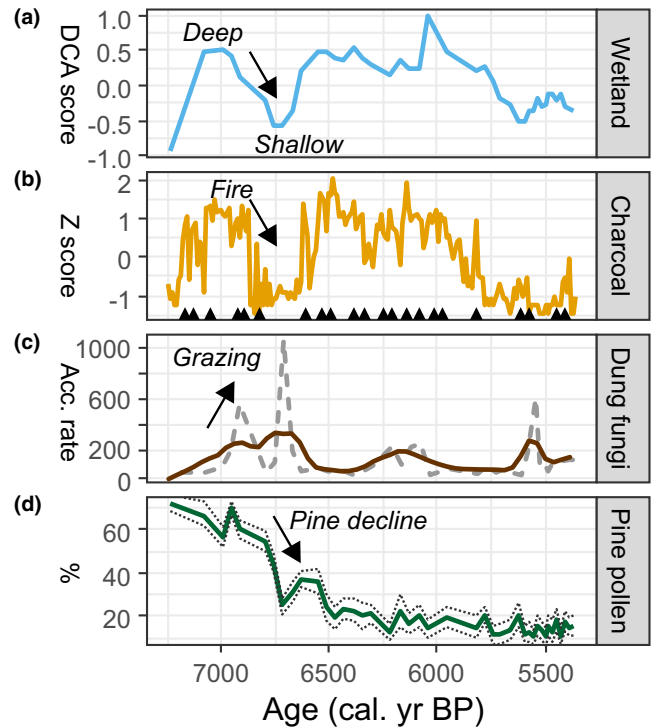 (a)
DCA score
1.0
0.5
0.0
-0.5
-1.0
Deep
Shallow
Wetland
(b)
Z score
2
1
0
-1
Fire
Charcoal
(c)
Acc. rate
1000
600
200
0
Grazing
Dung fungi
(d)
%
60
40
20
Pine decline
Pine pollen
7000 6500 6000 5500
Age (cal. yr BP)